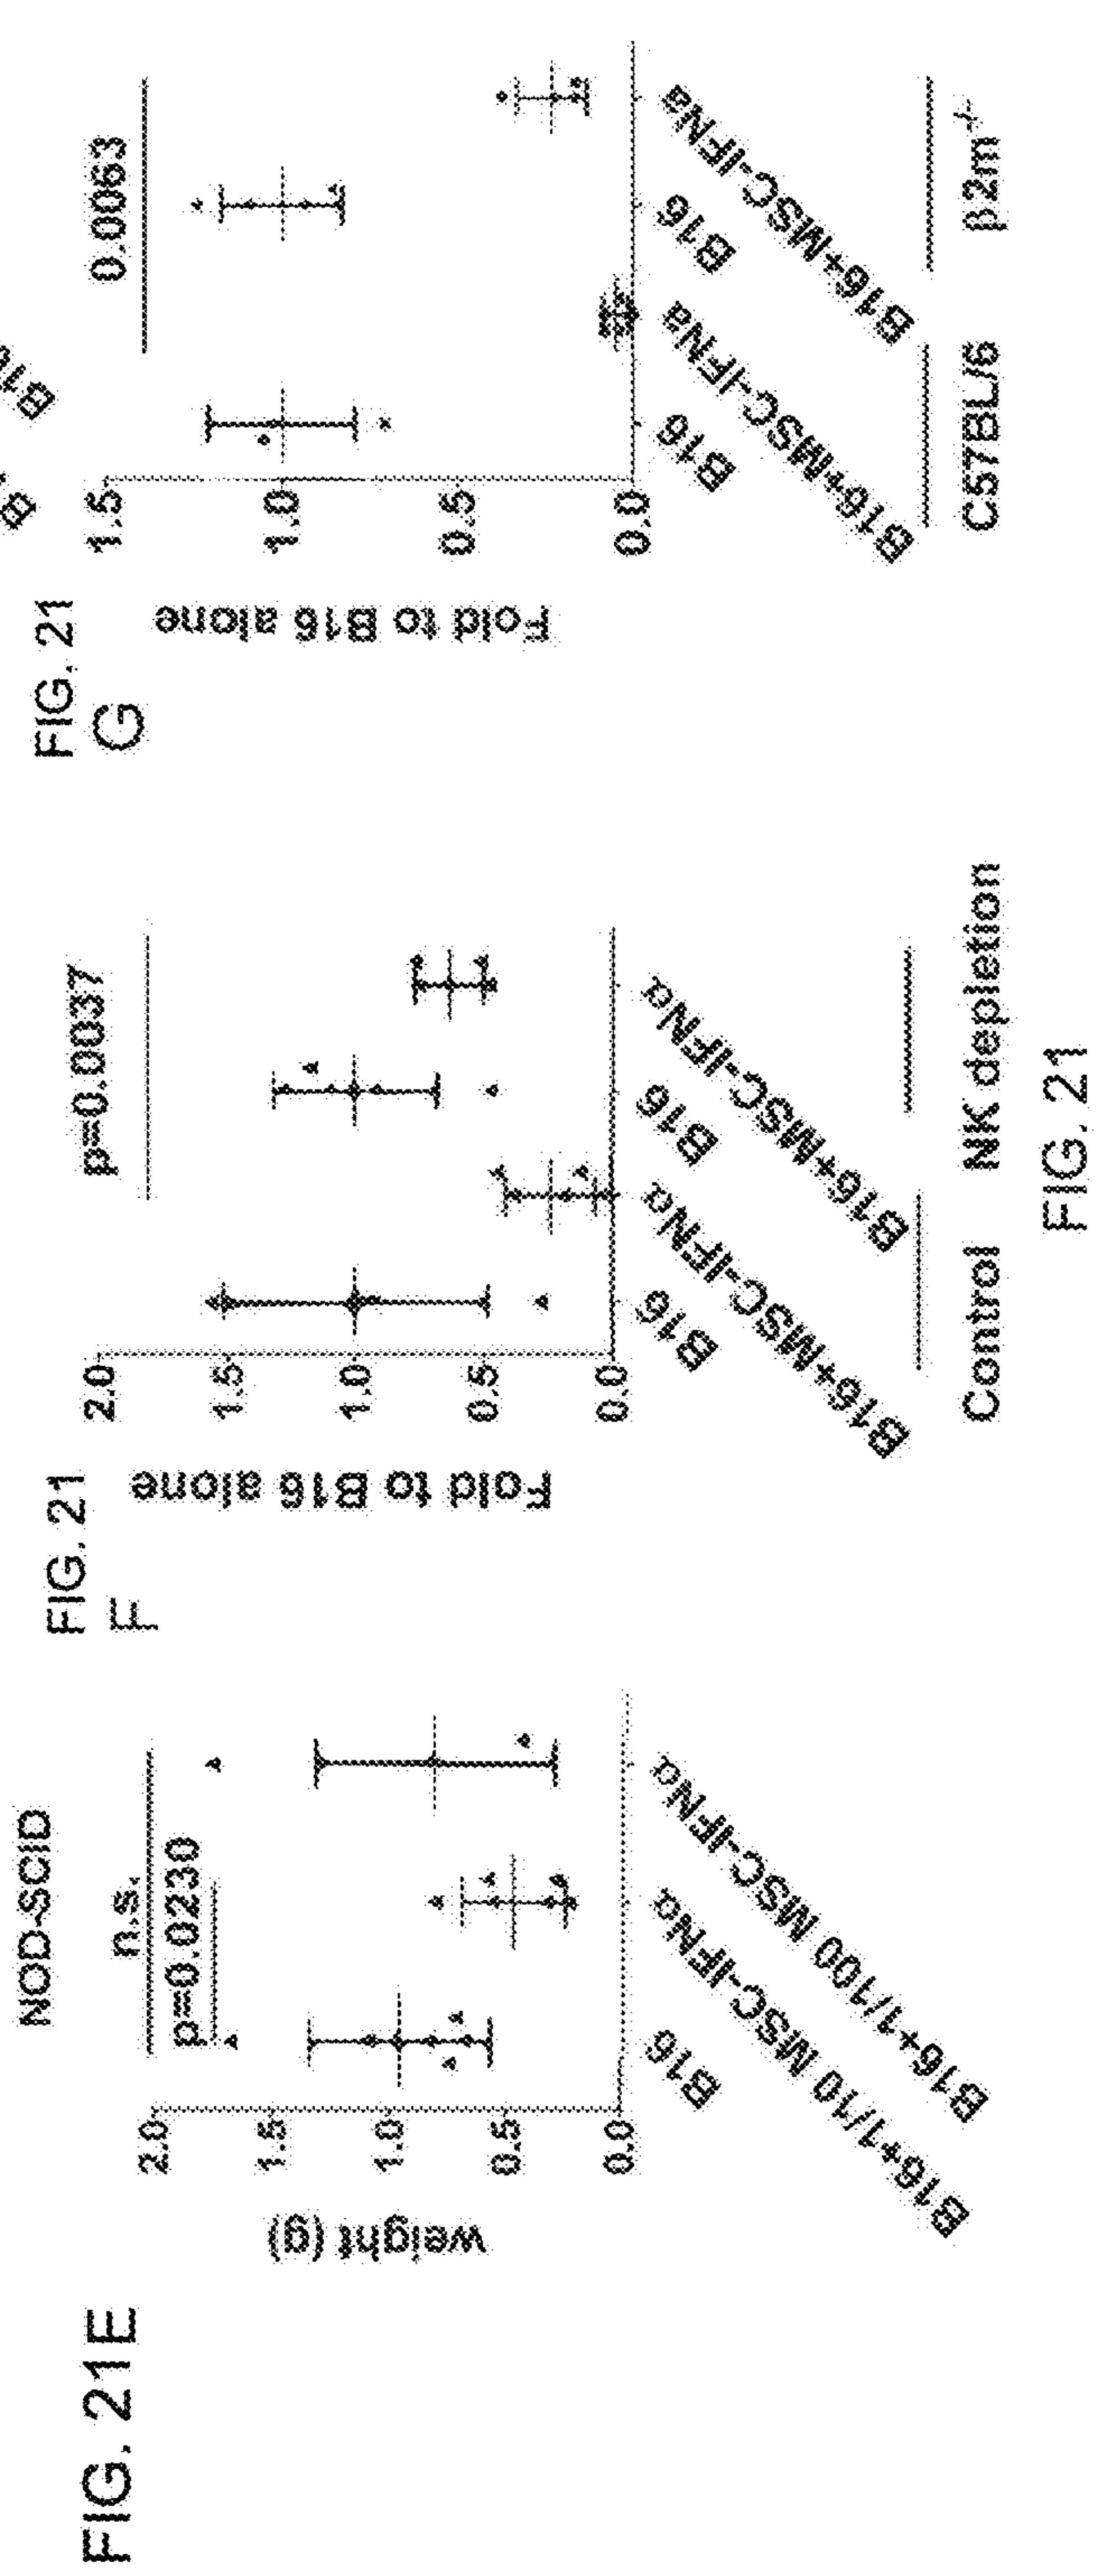 FIG. 21E
NOD-SCID
n.s.
p=0.0230
weight (g)
2.0
1.5
1.0
0.5
0.0
B16
B16+1/10 MSC-IFNα
B16+1/100 MSC-IFNα
FIG. 21
F
p=0.0037
Fold to B16 alone
2.0
1.5
1.0
0.5
0.0
B16
B16+MSC-IFNα
B16
B16+MSC-IFNα
Control
NK depletion
FIG. 21
G
0.0063
Fold to B16 alone
1.5
1.0
0.5
0.0
B16
B16+MSC-IFNa
B16
B16+MSC-IFNa
C57BL/6
β2m-/-
FIG. 21